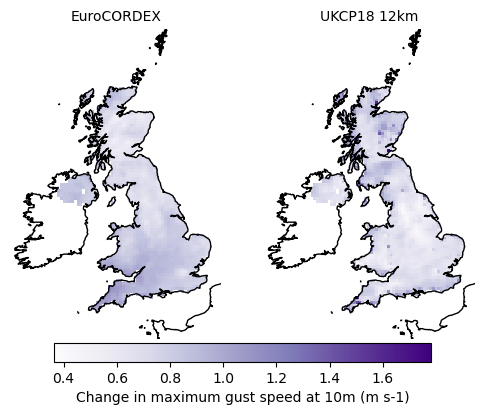 EuroCORDEX
UKCP18 12km
0.4 0.6 0.8 1.0 1.2 1.4 1.6
Change in maximum gust speed at 10m (m s-1)